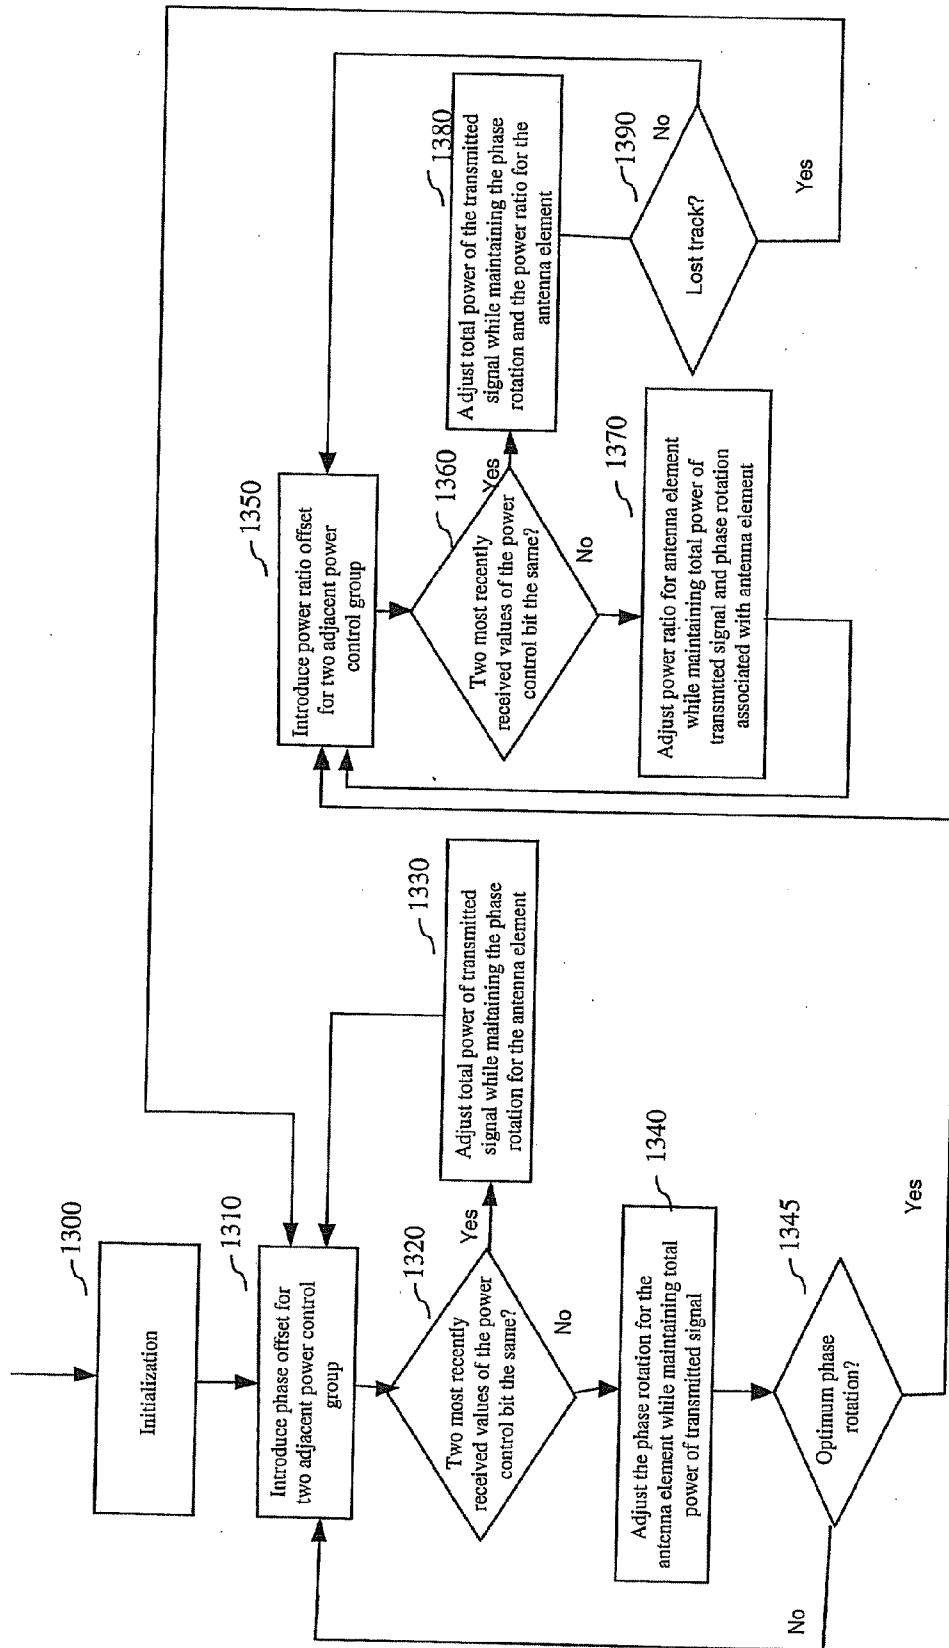 1300
Initialization
1310
Introduce phase offset for
two adjacent power control
group
1320
Two most recently
received values of the power
control bit the same?
Yes
No
1330
Adjust total power of transmitted
signal while maitaining the phase
rotation for the antenna element
1340
Adjust the phase rotation for the
antenna element while maintaining total
power of transmitted signal
1345
Optimum phase
rotation?
No
Yes
1350
Introduce power ratio offset
for two adjacent power
control group
1360
Two most recently
received values of the power
control bit the same?
Yes
No
1370
Adjust power ratio for antenna element
while maintaining total power of
transmtted signal and phase rotation
associated with antenna element
1380
Adjust total power of the transmitted
signal while maintaining the phase
rotation and the power ratio for the
antenna element
1390
Lost track?
No
Yes